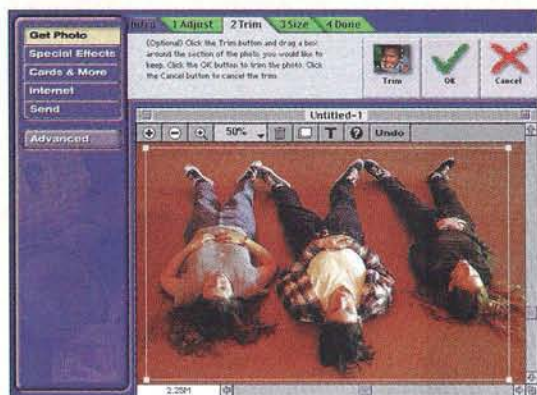 Intro 1 Adjust 2 Trim 3 Size 4 Done
Get Photo
Special Effects
Cards & More
Internet
Send
Advanced
(Optional) Click the Trim button and drag a box
around the section of the photo you would like to
keep. Click the OK button to trim the photo. Click
the Cancel button to cancel the trim.
Trim OK Cancel
Untitled-1
50% T ? Undo
2.25M